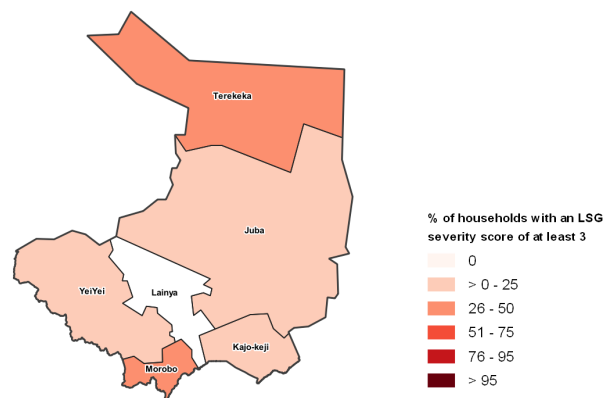 Terekeka
Juba
YeiYei
Lainya
Kajo-keji
Morobo
% of households with an LSG
severity score of at least 3
0
> 0 - 25
26 - 50
51 - 75
76 - 95
> 95